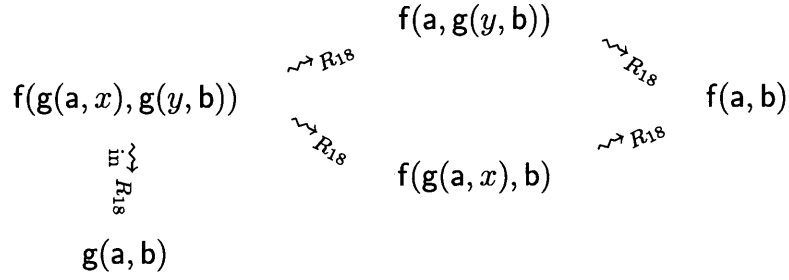 f(a, g(y, b))
⇝ R₁₈
⇝ R₁₈
f(g(a, x), g(y, b))
f(a, b)
⇝ R₁₈
⇝ R₁₈
in
⇝ R₁₈
f(g(a, x), b)
g(a, b)